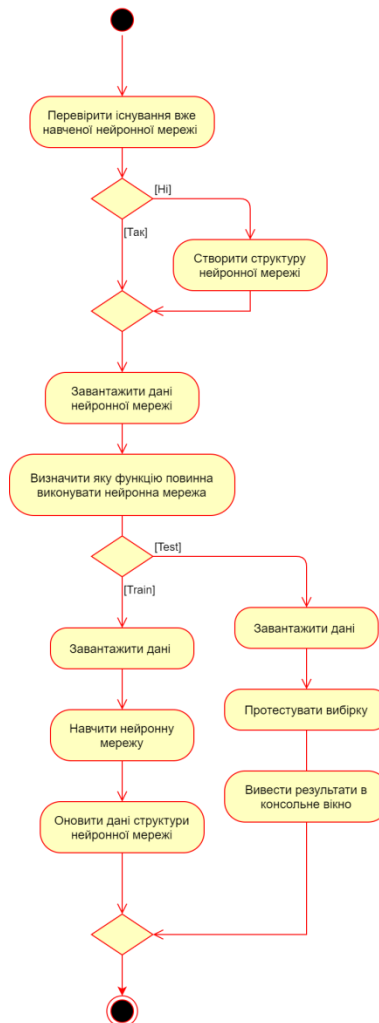 Перевірити існування вже
навченої нейронної мережі
[Ні]
[Так]
Створити структуру
нейронної мережі
Завантажити дані
нейронної мережі
Визначити яку функцію повинна
виконувати нейронна мережа
[Test]
[Train]
Завантажити дані
Завантажити дані
Навчити нейронну
мережу
Протестувати вибірку
Оновити дані структури
нейронної мережі
Вивести результати в
консольне вікно